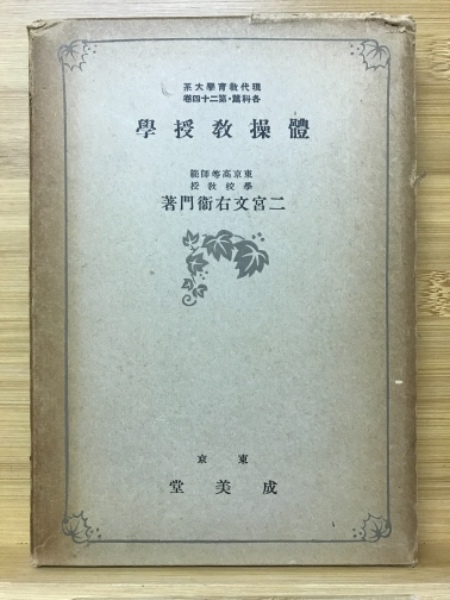 現代教育學大系
各科篇・第二十四卷
體操教授學
東京高等師範
學校教授
二宮文右衞門著
東京
成美堂